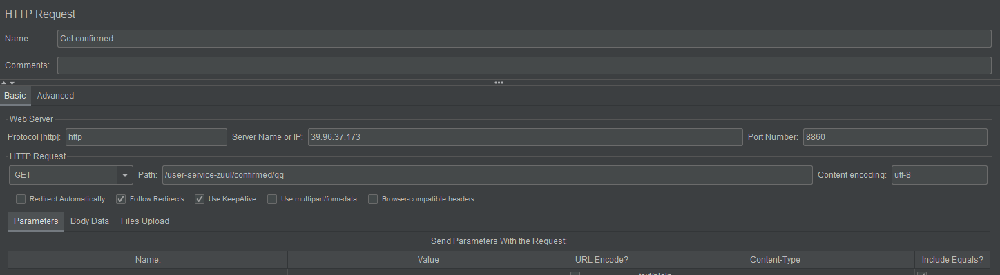 HTTP Request
Name: Get confirmed
Comments:
Basic Advanced
Web Server
Protocol [http]: http Server Name or IP: 39.96.37.173 Port Number: 8860
HTTP Request
GET Path: /user-service-zuul/confirmed/qq Content encoding: utf-8
Redirect Automatically Follow Redirects Use KeepAlive Use multipart/form-data Browser-compatible headers
Parameters Body Data Files Upload
Send Parameters With the Request:
Name: Value URL Encode? Content-Type Include Equals?
text/plain